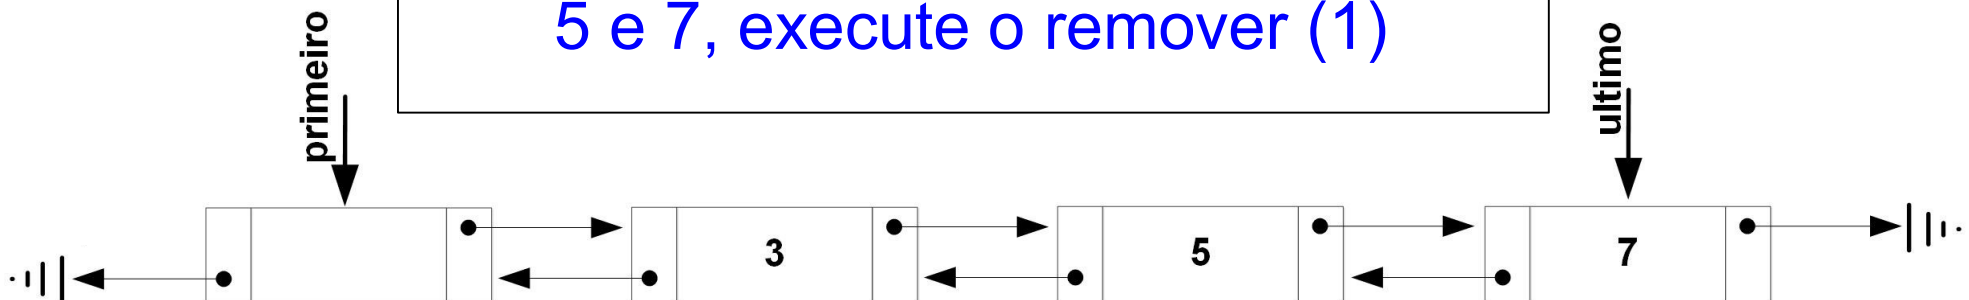 5 e 7, execute o remover (1)
primeiro
ultimo
3
5
7